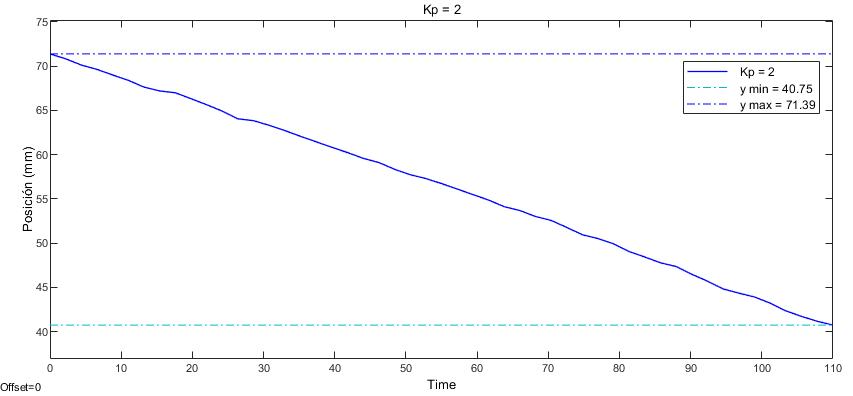 Kp = 2
75
70
65
60
55
50
45
40
Posición (mm)
Kp = 2
y min = 40.75
y max = 71.39
0 10 20 30 40 50 60 70 80 90 100 110
Time
Offset=0